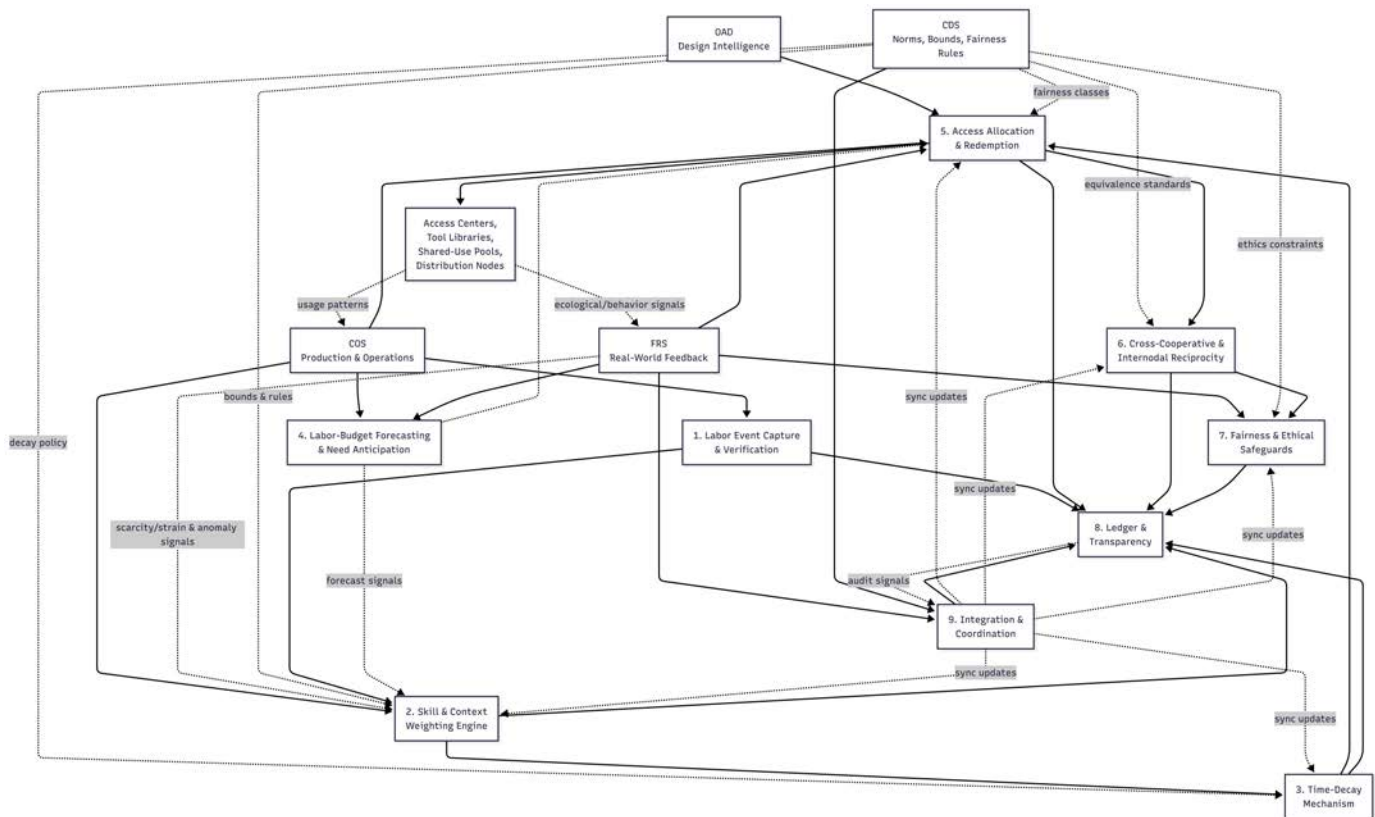 OAD
Design Intelligence
CDS
Norms, Bounds, Fairness
Rules
fairness classes
5. Access Allocation
& Redemption
equivalence standards
Access Centers,
Tool Libraries,
Shared-Use Pools,
Distribution Nodes
ethics constraints
usage patterns
ecological/behavior signals
COS
Production & Operations
FRS
Real-World Feedback
6. Cross-Cooperative &
Internodal Reciprocity
bounds & rules
sync updates
decay policy
4. Labor-Budget Forecasting
& Need Anticipation
1. Labor Event Capture
& Verification
7. Fairness & Ethical
Safeguards
sync updates
scarcity/strain & anomaly
signals
8. Ledger &
Transparency
sync updates
forecast signals
audit signals
9. Integration &
Coordination
sync updates
2. Skill & Context
Weighting Engine
sync updates
3. Time-Decay
Mechanism